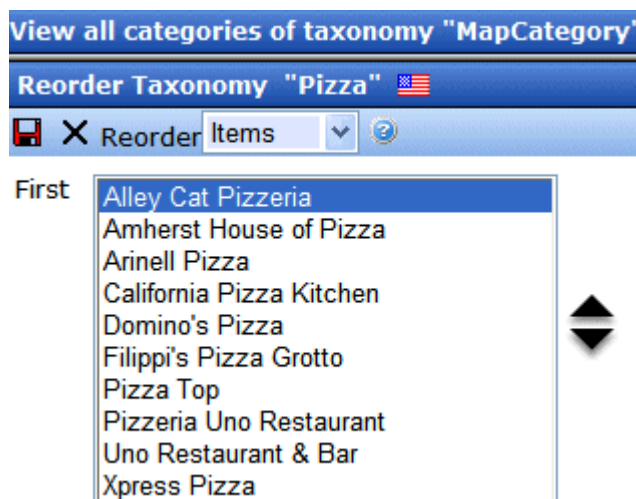 View all categories of taxonomy "MapCategory"
Reorder Taxonomy "Pizza"
Reorder Items
First
Alley Cat Pizzeria
Amherst House of Pizza
Arinell Pizza
California Pizza Kitchen
Domino's Pizza
Filippi's Pizza Grotto
Pizza Top
Pizzeria Uno Restaurant
Uno Restaurant & Bar
Xpress Pizza